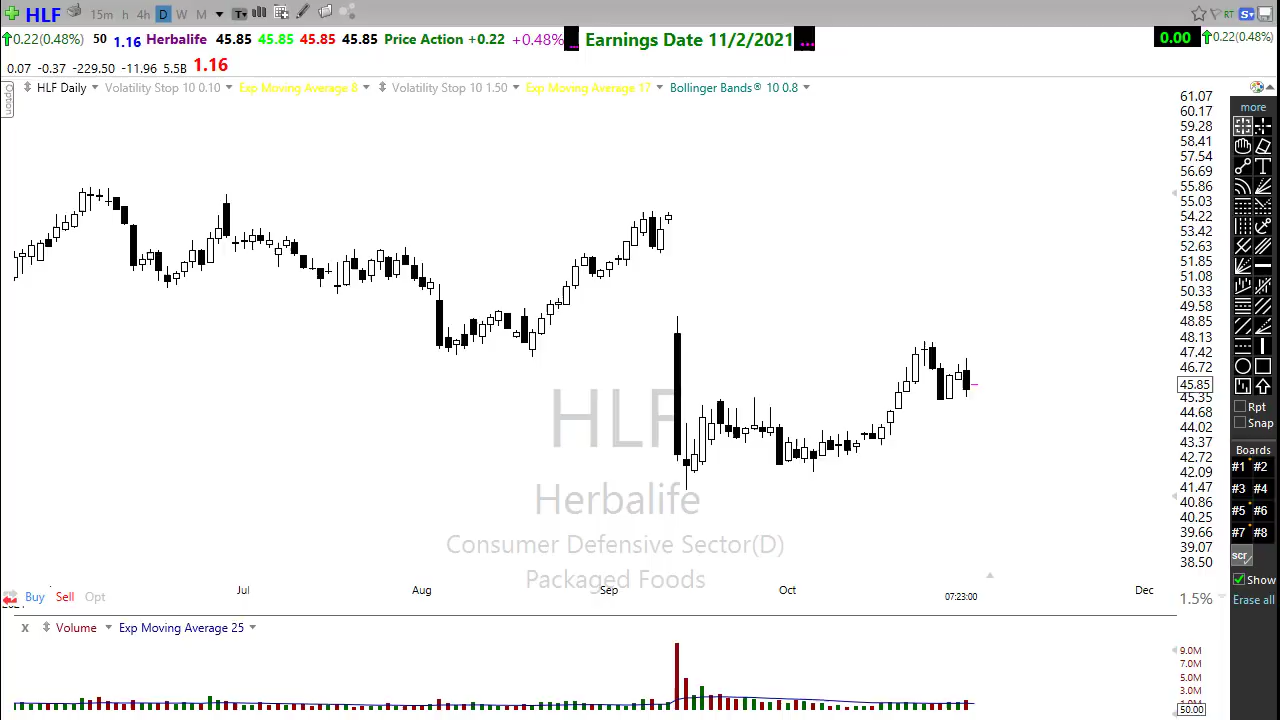 HLF 15m h 4h D W M T RT S
0.22(0.48%) 50 1.16 Herbalife 45.85 45.85 45.85 45.85 Price Action +0.22 +0.48% ... Earnings Date 11/2/2021 ... 0.00 0.22(0.48%)
0.07 -0.37 -229.50 -11.96 5.5B 1.16
Option
HLF Daily Volatility Stop 10 0.10 Exp Moving Average 8 Volatility Stop 10 1.50 Exp Moving Average 17 Bollinger Bands® 10 0.8
61.07
60.17
59.28
58.41
57.54
56.69
55.86
55.03
54.22
53.42
52.63
51.85
51.08
50.33
49.58
48.85
48.13
47.42
46.72
45.85
45.35
44.68
44.02
43.37
42.72
42.09
41.47
40.86
40.25
39.66
39.07
38.50
more
T
Rpt
Snap
Boards
#1 #2
#3 #4
#5 #6
#7 #8
scr
Show
Erase all
HLF
Herbalife
Consumer Defensive Sector(D)
Packaged Foods
Jul Aug Sep Oct 07:23:00 Dec
Buy Sell Opt 1.5%
x Volume Exp Moving Average 25
9.0M
7.0M
5.0M
3.0M
50.00